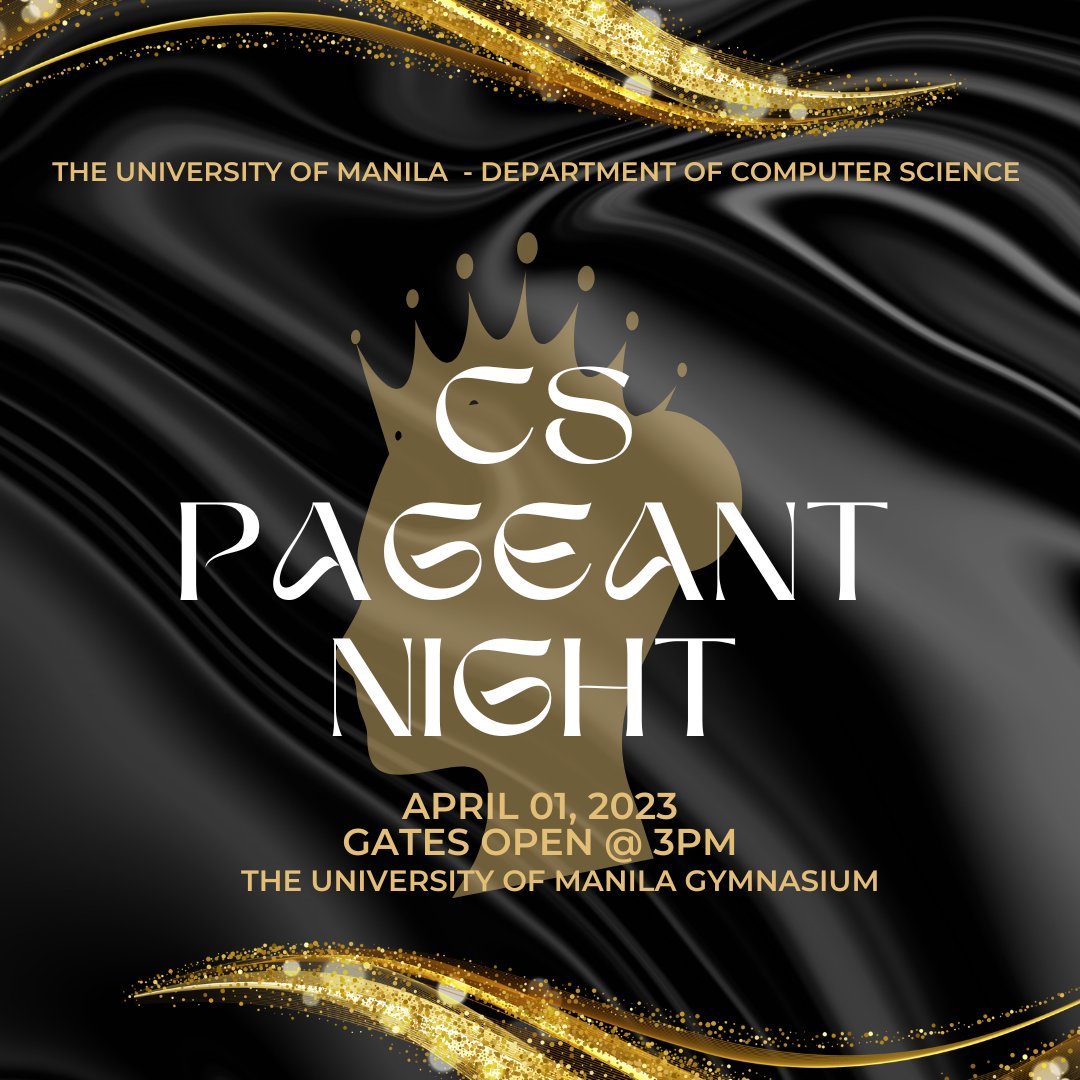 THE UNIVERSITY OF MANILA - DEPARTMENT OF COMPUTER SCIENCE
CS
PAGEANT
NIGHT
APRIL 01, 2023
GATES OPEN @ 3PM
THE UNIVERSITY OF MANILA GYMNASIUM